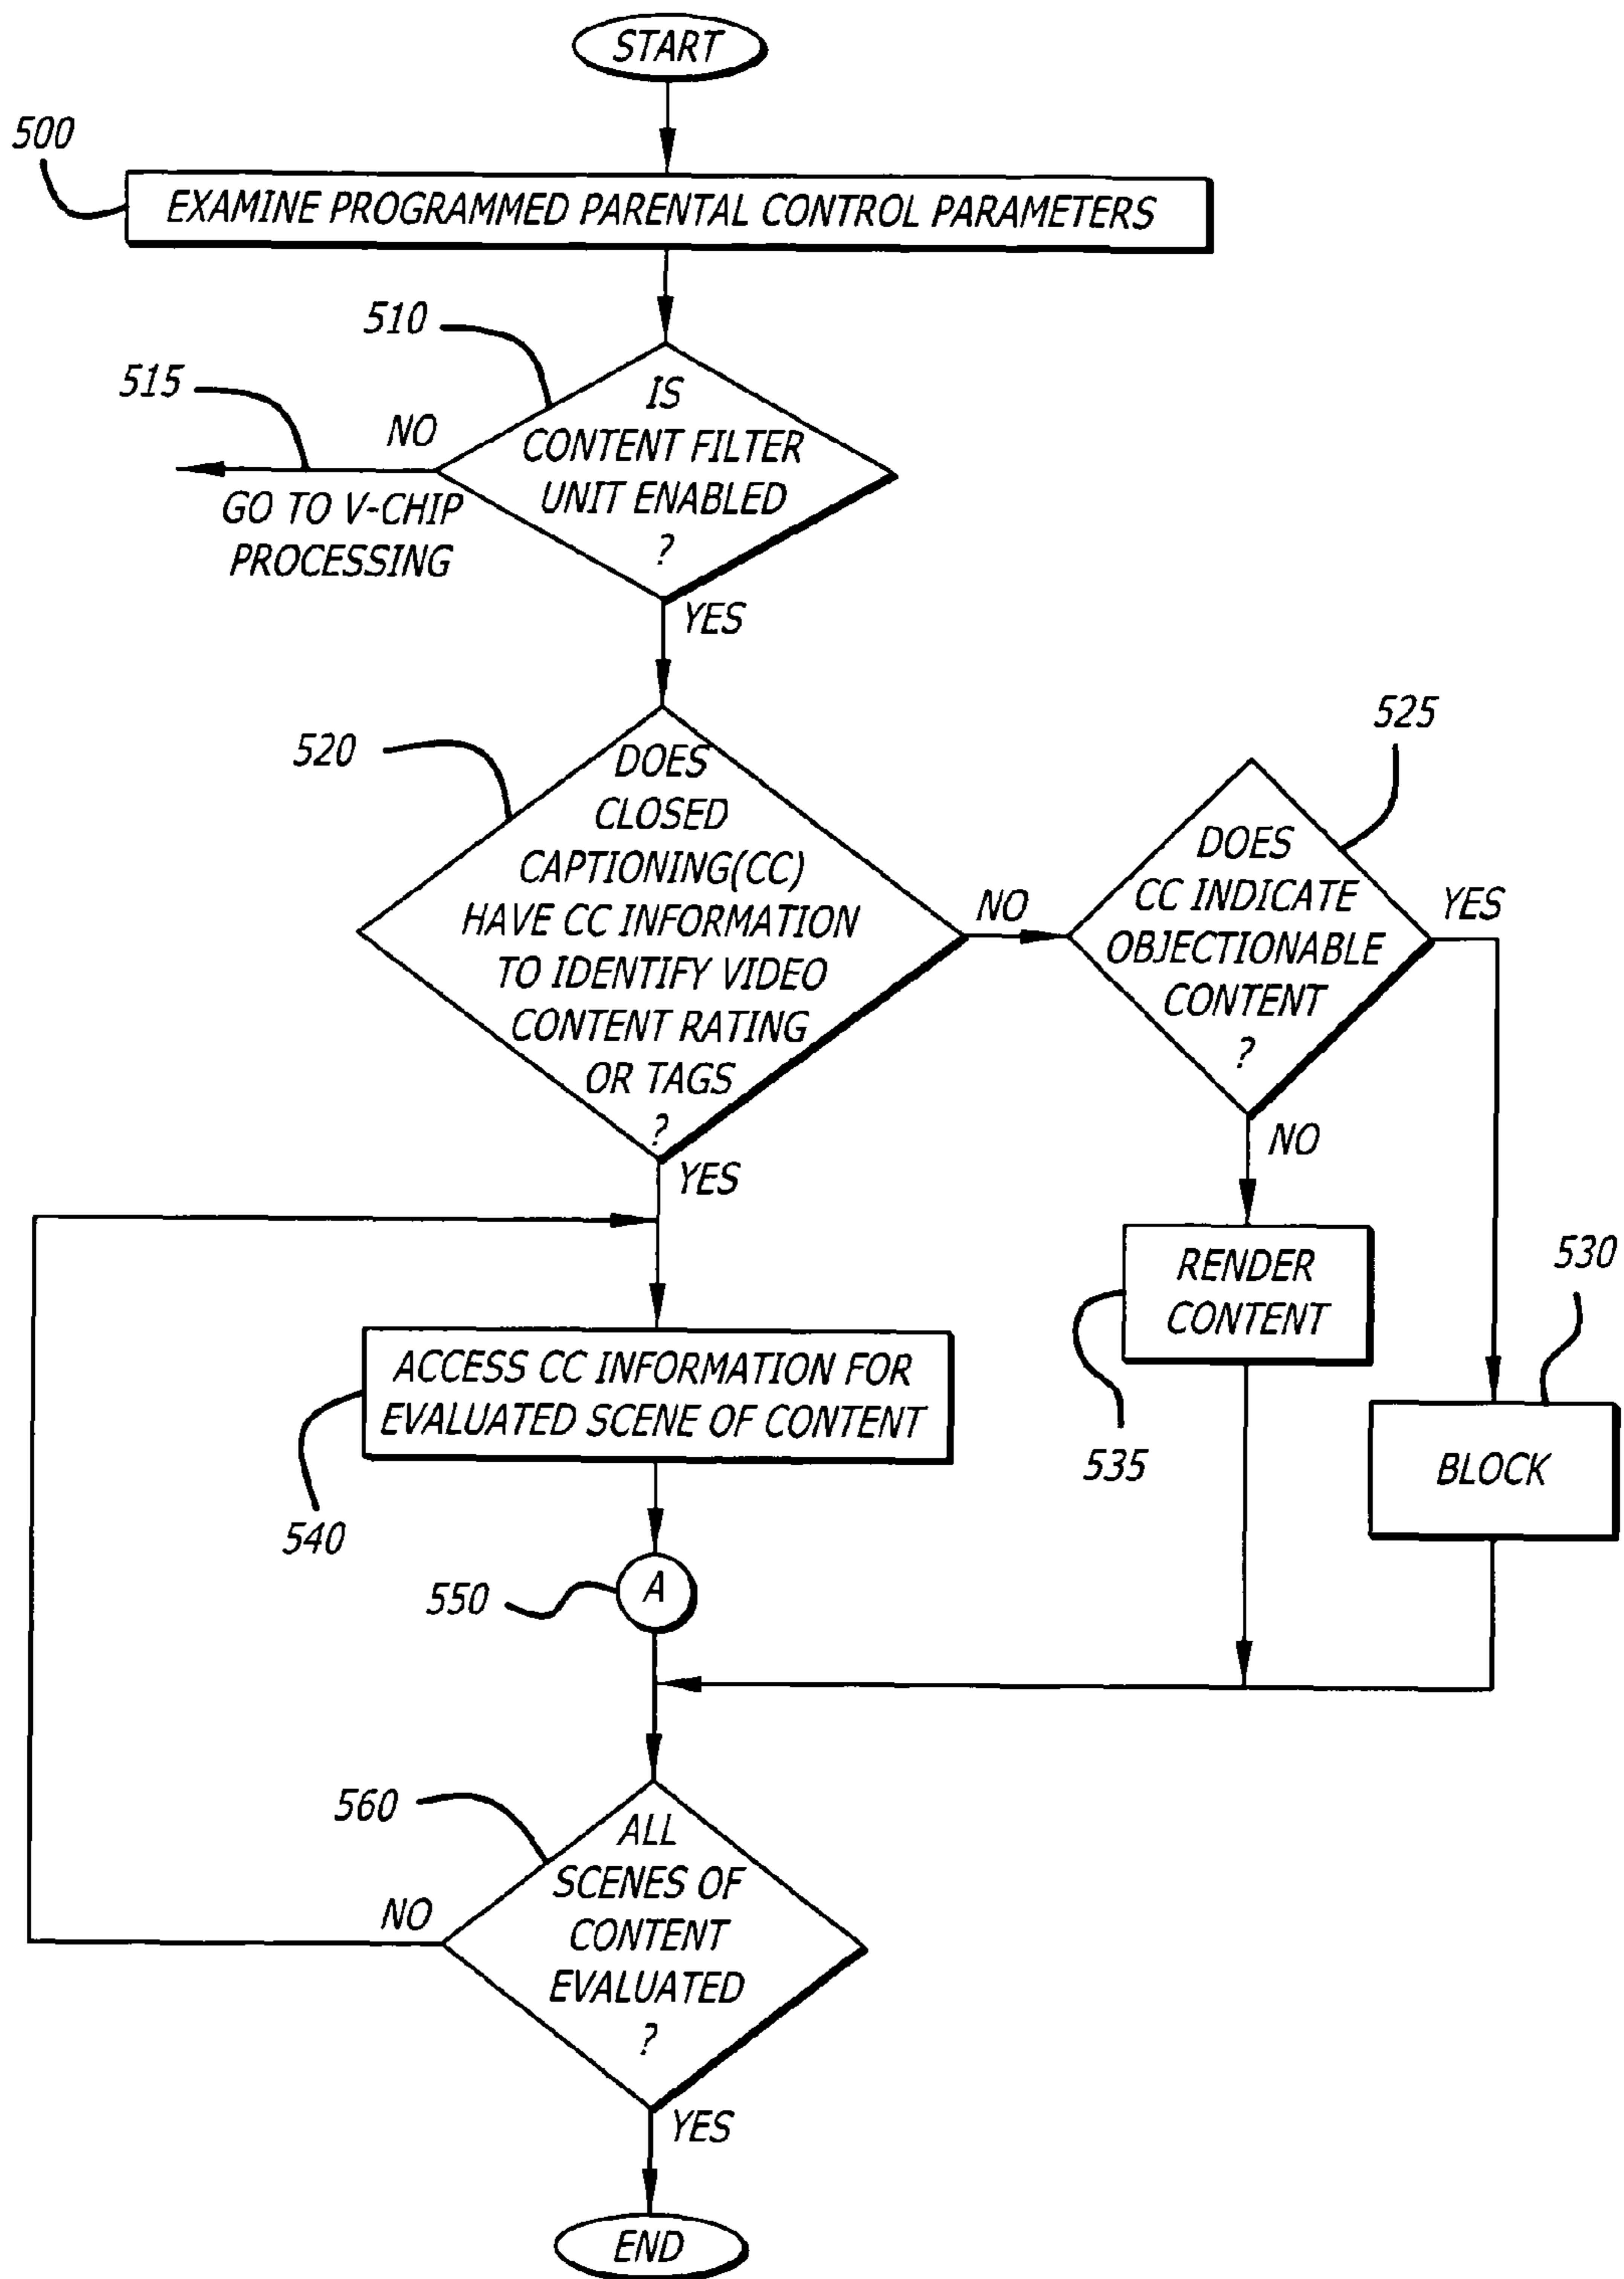 START
500
EXAMINE PROGRAMMED PARENTAL CONTROL PARAMETERS
510
515
NO
IS
CONTENT FILTER
UNIT ENABLED
?
GO TO V-CHIP
PROCESSING
YES
520
DOES
CLOSED
CAPTIONING(CC)
HAVE CC INFORMATION
TO IDENTIFY VIDEO
CONTENT RATING
OR TAGS
?
NO
525
DOES
CC INDICATE
OBJECTIONABLE
CONTENT
?
YES
NO
YES
RENDER
CONTENT
535
530
BLOCK
ACCESS CC INFORMATION FOR
EVALUATED SCENE OF CONTENT
540
550
A
560
ALL
SCENES OF
CONTENT
EVALUATED
?
NO
YES
END